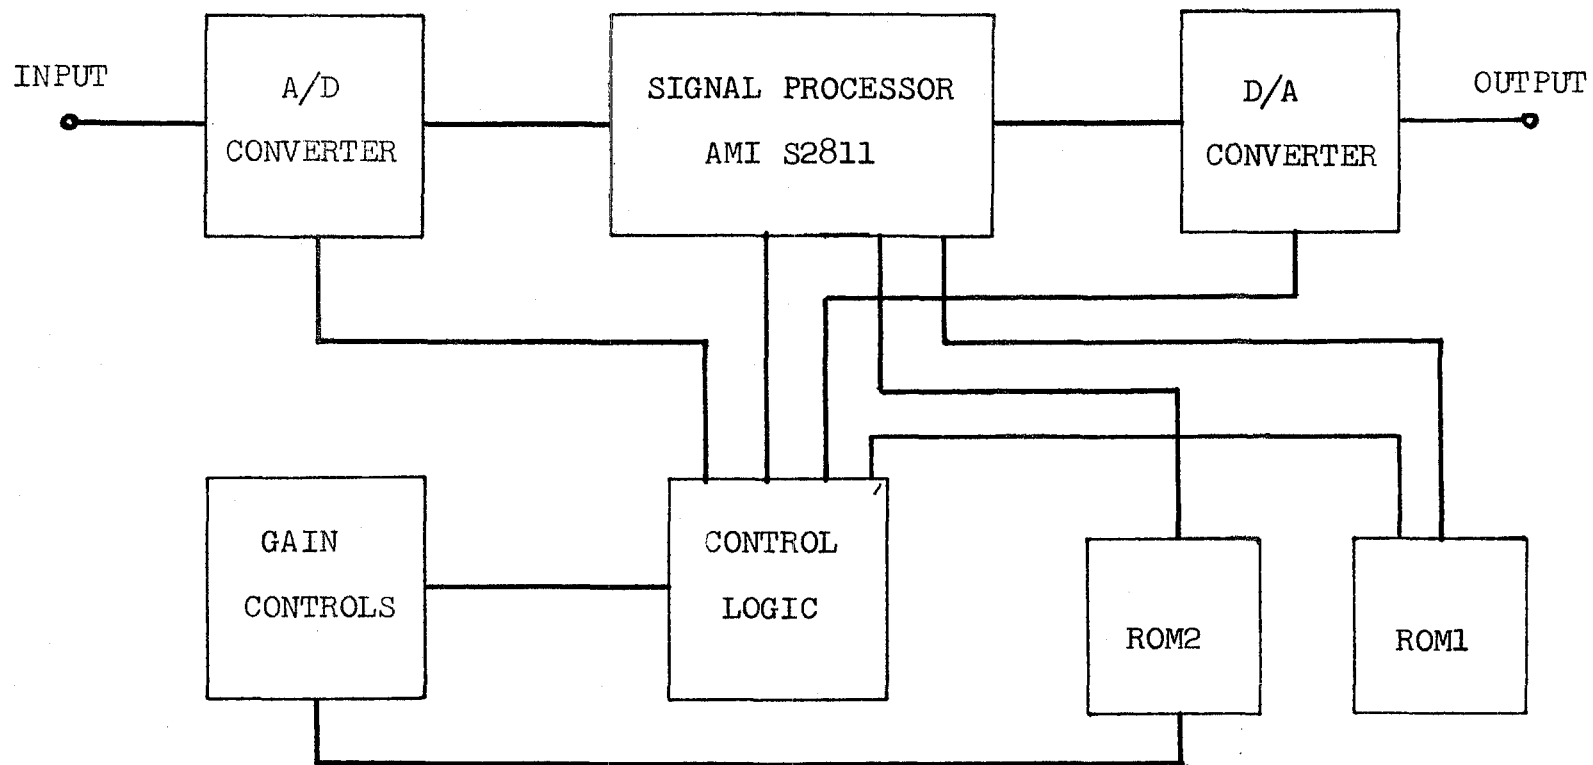 INPUT
A/D
CONVERTER
SIGNAL PROCESSOR
AMI S2811
D/A
CONVERTER
OUTPUT
GAIN
CONTROLS
CONTROL
LOGIC
ROM2
ROM1